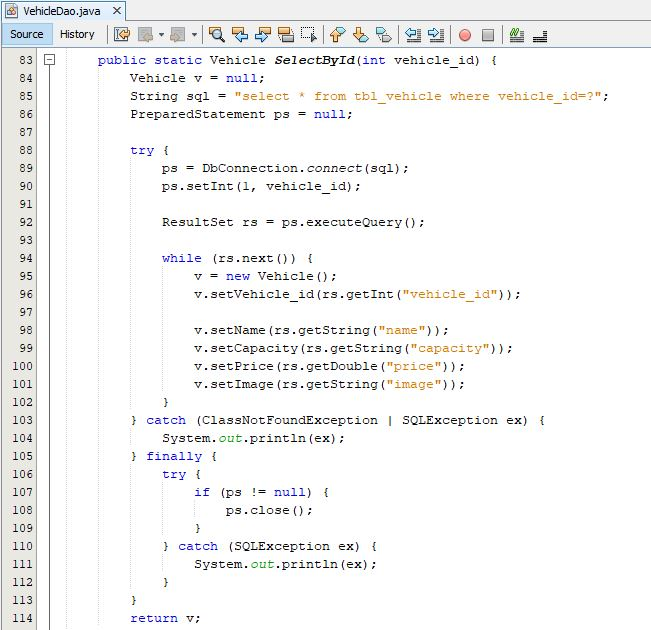 VehicleDao.java
Source History
83 public static Vehicle SelectById(int vehicle_id) {
84 Vehicle v = null;
85 String sql = "select * from tbl_vehicle where vehicle_id=?";
86 PreparedStatement ps = null;
87
88 try {
89 ps = DbConnection.connect(sql);
90 ps.setInt(1, vehicle_id);
91
92 ResultSet rs = ps.executeQuery();
93
94 while (rs.next()) {
95 v = new Vehicle();
96 v.setVehicle_id(rs.getInt("vehicle_id"));
97
98 v.setName(rs.getString("name"));
99 v.setCapacity(rs.getString("capacity"));
100 v.setPrice(rs.getDouble("price"));
101 v.setImage(rs.getString("image"));
102 }
103 } catch (ClassNotFoundException | SQLException ex) {
104 System.out.println(ex);
105 } finally {
106 try {
107 if (ps != null) {
108 ps.close();
109 }
110 } catch (SQLException ex) {
111 System.out.println(ex);
112 }
113 }
114 return v;